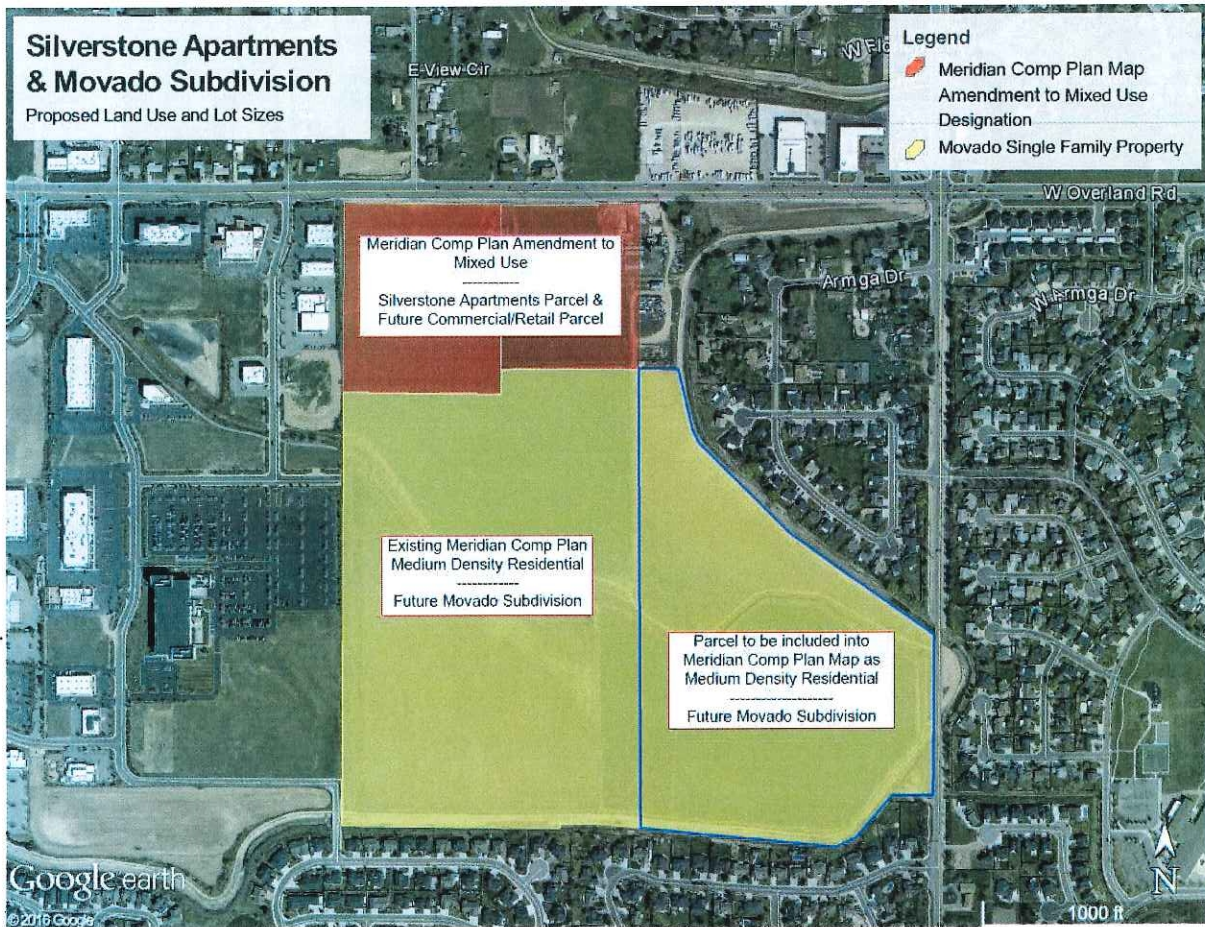 Silverstone Apartments
& Movado Subdivision
Proposed Land Use and Lot Sizes
Legend
Meridian Comp Plan Map
Amendment to Mixed Use
Designation
Movado Single Family Property
E View Cir
W Overland Rd
Meridian Comp Plan Amendment to
Mixed Use
------------
Silverstone Apartments Parcel &
Future Commercial/Retail Parcel
Armga Dr
W Armga Dr
Existing Meridian Comp Plan
Medium Density Residential
------------
Future Movado Subdivision
Parcel to be included into
Meridian Comp Plan Map as
Medium Density Residential
--------------------
Future Movado Subdivision
Google earth
© 2016 Google
N
1000 ft